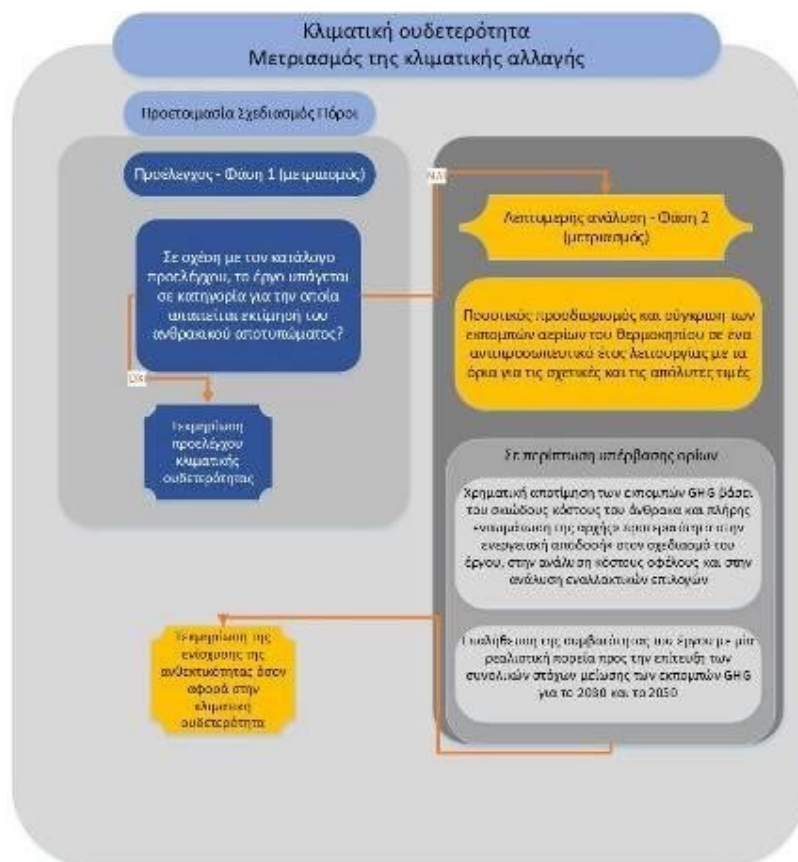 Κλιματική ουδετερότητα
Μετριασμός της κλιματικής αλλαγής
Προετοιμασία Σχεδιασμός Πόροι
Προέλεγχος - Φάση 1 (μετριασμός)
Σε σχέση με τον κατάλογο
προελέγχου, το έργο υπάγεται
σε κατηγορία για την οποία
απαιτείται εκτίμηση του
ανθρακικού αποτυπώματος?
ΟΧΙ
Τεκμηρίωση
προελέγχου
κλιματικής
ουδετερότητας
ΝΑΙ
Λεπτομερής ανάλυση - Φάση 2
(μετριασμός)
Ποσοτικός προσδιορισμός και σύγκριση των
εκπομπών αερίων του θερμοκηπίου σε ένα
αντιπροσωπευτικό έτος λειτουργίας με τα
όρια για τις σχετικές και τις απόλυτες τιμές
Σε περίπτωση υπέρβασης ορίων
Χρηματική αποτίμηση των εκπομπών GHG βάσει
του σκιώδους κόστους του άνθρακα και πλήρης
ενσωμάτωση της αρχής« προτεραιότητα στην
ενεργειακή απόδοση» στον σχεδιασμό του
έργου, στην ανάλυση κόστους οφέλους και στην
ανάλυση εναλλακτικών επιλογών
Επαλήθευση της συμβατότητας του έργου με μία
ρεαλιστική πορεία προς την επίτευξη των
συνολικών στόχων μείωσης των εκπομπών GHG
για το 2030 και το 2050
Τεκμηρίωση της
ενίσχυσης της
ανθεκτικότητας όσον
αφορά στην
κλιματική
ουδετερότητα